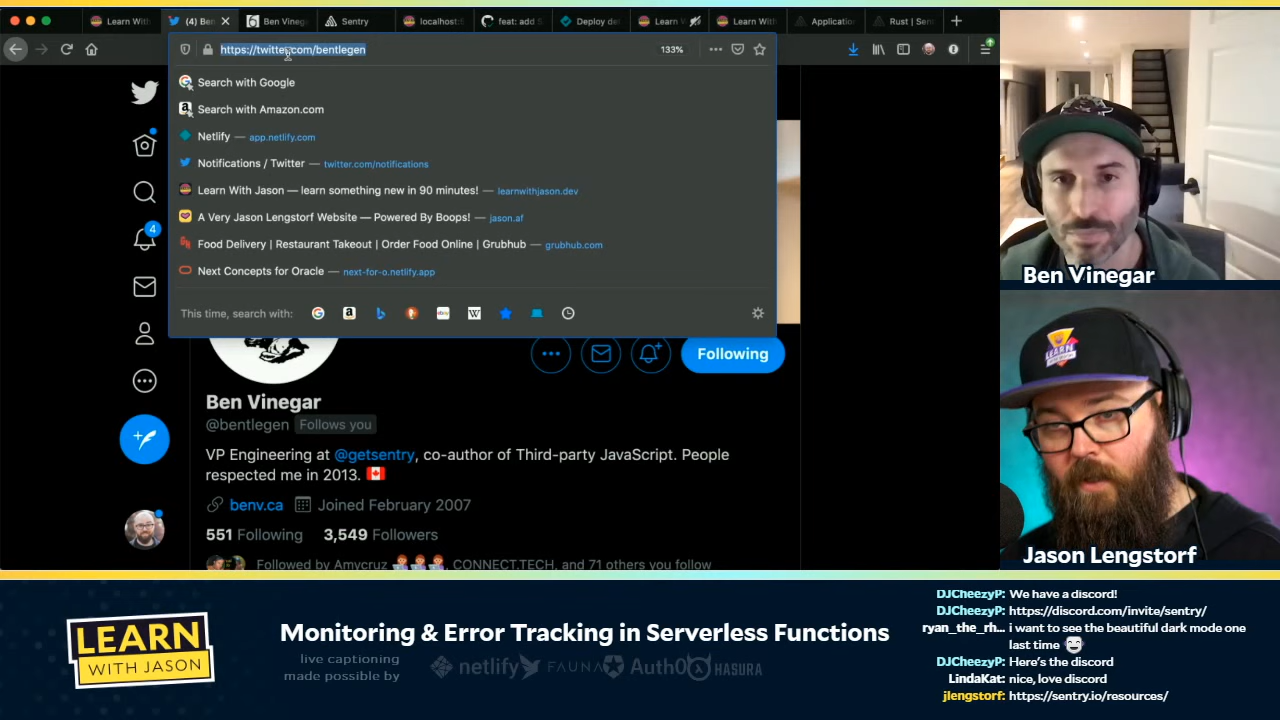 Learn With
(4) Ben
Ben Vinega
Sentry
localhost:
feat: add S
Deploy det
Learn V
Learn With
Application
Rust | Sent
https://twitter.com/bentlegen
133%
Search with Google
Search with Amazon.com
Netlify — app.netlify.com
Notifications / Twitter — twitter.com/notifications
Learn With Jason — learn something new in 90 minutes! — learnwithjason.dev
A Very Jason Lengstorf Website — Powered By Boops! — jason.af
Food Delivery | Restaurant Takeout | Order Food Online | Grubhub — grubhub.com
Next Concepts for Oracle — next-for-o.netlify.app
This time, search with:
4
Following
Ben Vinegar
@bentlegen Follows you
VP Engineering at @getsentry, co-author of Third-party JavaScript. People
respected me in 2013.
benv.ca Joined February 2007
551 Following 3,549 Followers
Followed by Amycruz, CONNECT.TECH, and 71 others you follow
Ben Vinegar
LEARN
Jason Lengstorf
LEARN
WITH JASON
Monitoring & Error Tracking in Serverless Functions
live captioning
made possible by
netlify
FAUNA
Auth0
HASURA
DJCheezyP: We have a discord!
DJCheezyP: https://discord.com/invite/sentry/
ryan_the_rh... i want to see the beautiful dark mode one
last time
DJCheezyP: Here's the discord
LindaKat: nice, love discord
jlengstorf: https://sentry.io/resources/